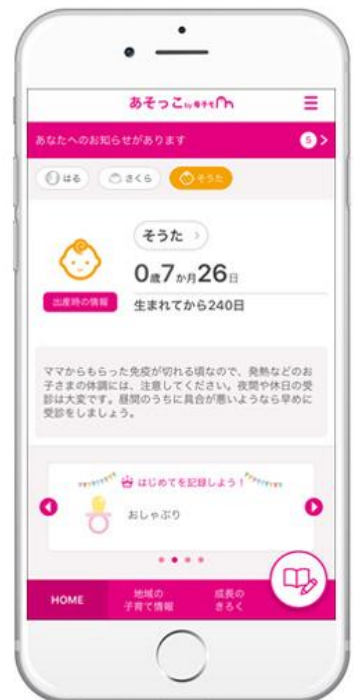 あそっこ by 母子モ
あなたへのお知らせがあります
5
はる
さくら
そうた
そうた
0歳7か月26日
出産時の情報
生まれてから240日
ママからもらった免疫が切れる頃なので、発熱などのお
子さまの体調には、注意してください。夜間や休日の受
診は大変です。昼間のうちに具合が悪いようなら早めに
受診をしましょう。
はじめてを記録しよう!
おしゃぶり
HOME
地域の
子育て情報
成長の
きろく